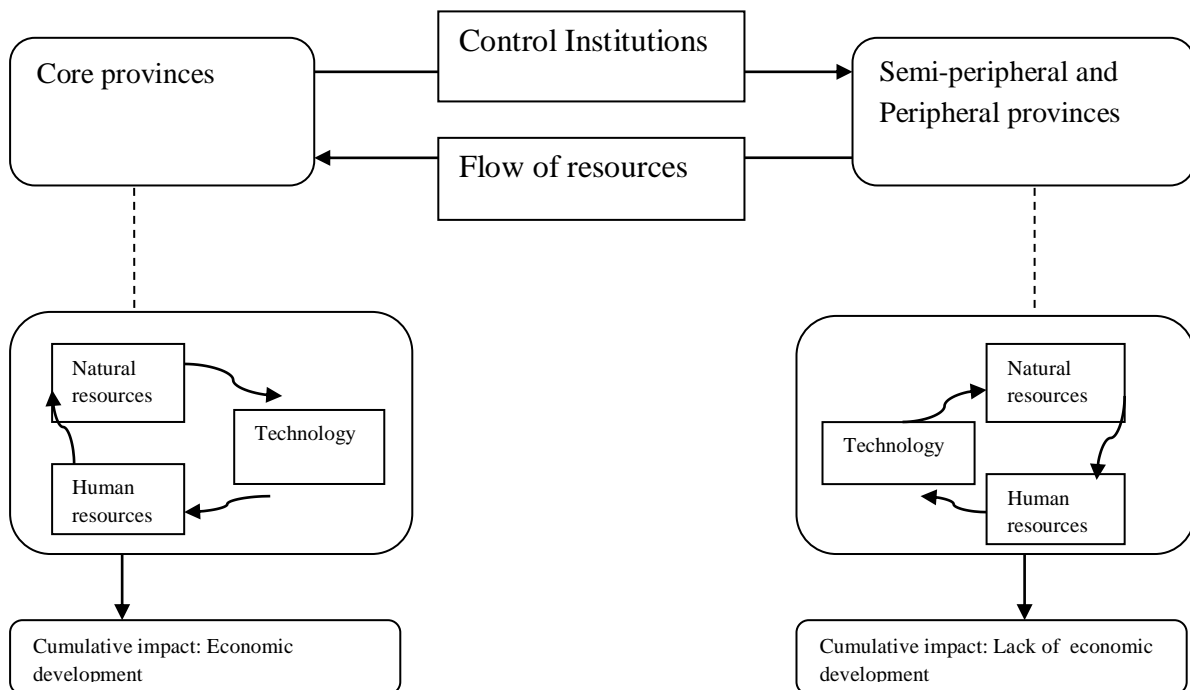 Control Institutions
Core provinces
Semi-peripheral and
Peripheral provinces
Flow of resources
Natural
resources
Technology
Human
resources
Natural
resources
Technology
Human
resources
Cumulative impact: Economic
development
Cumulative impact: Lack of  economic
development